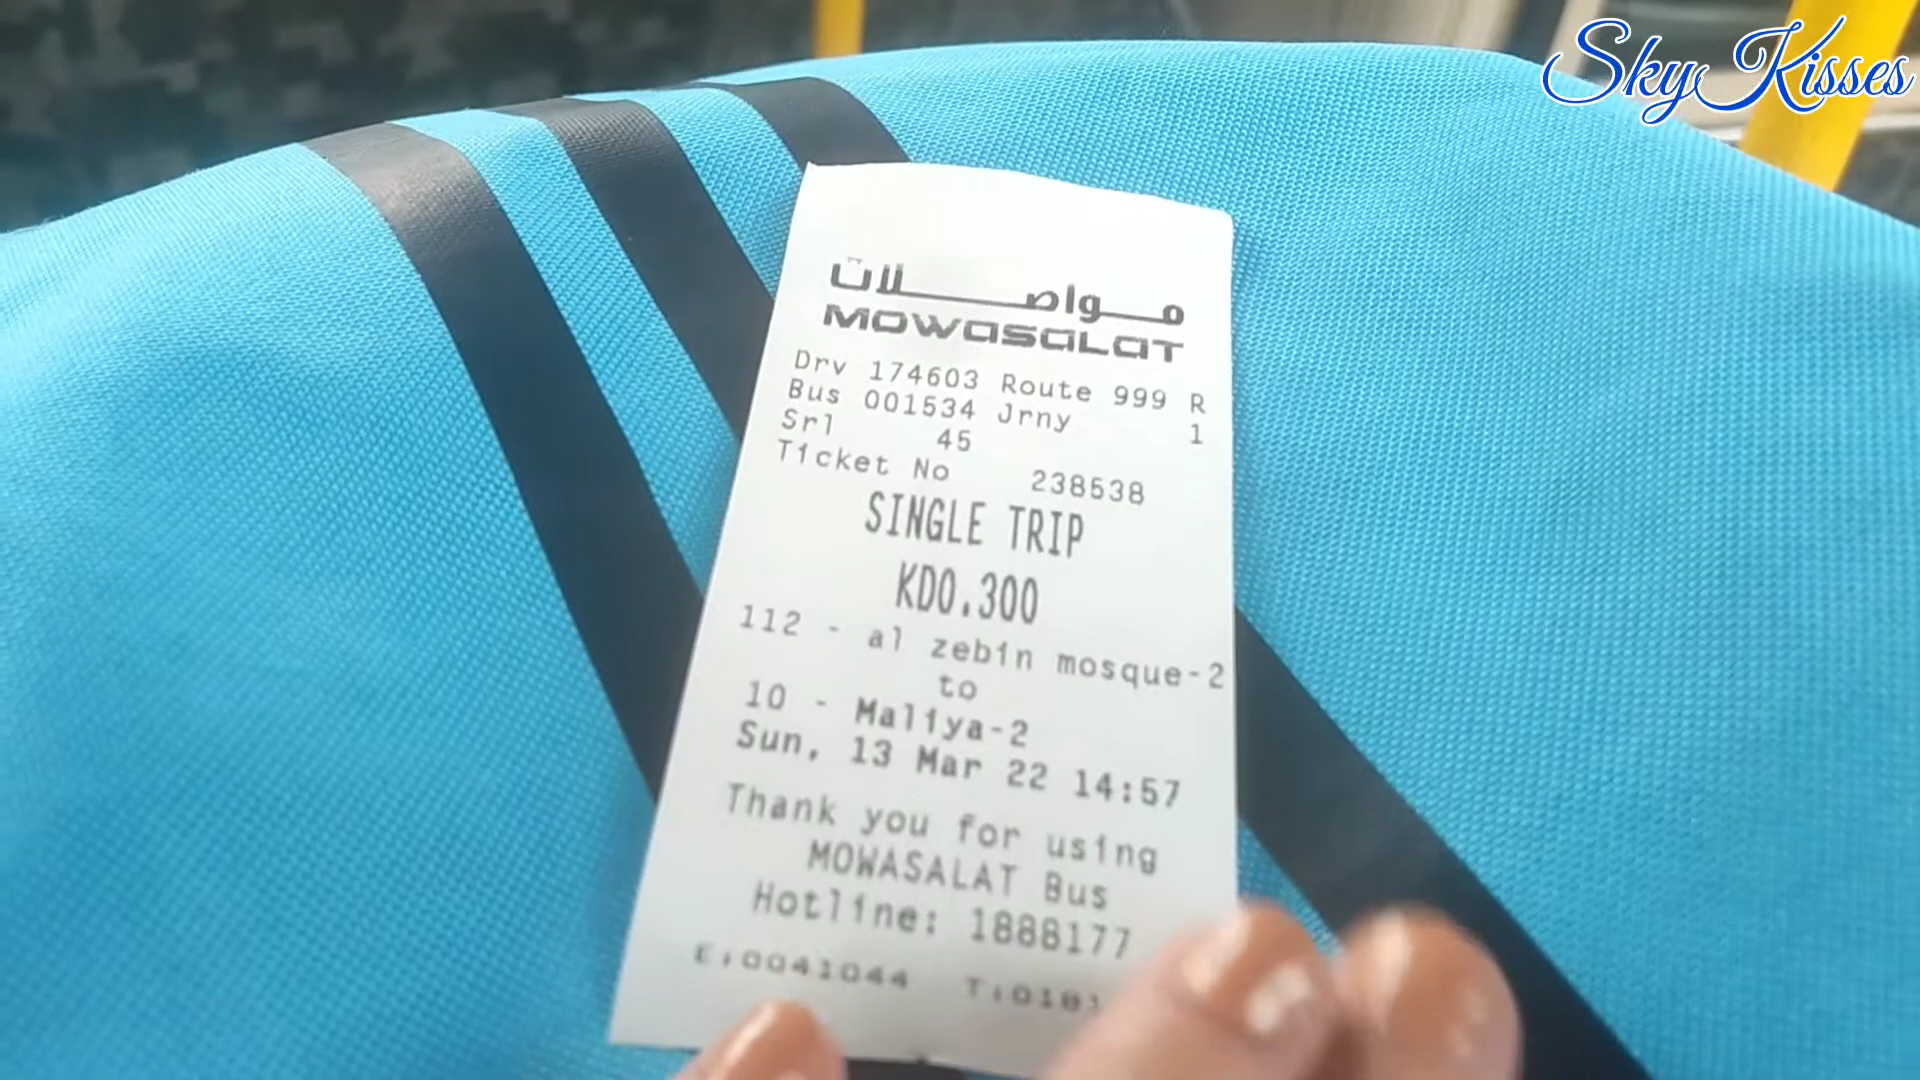 Sky Kisses
مواصلات
MOWASALAT
Drv 174603 Route 999 R
Bus 001534 Jrny 1
Srl 45
Ticket No 238538
SINGLE TRIP
KD0.300
112 - al zebin mosque-2
to
10 - Maliya-2
Sun, 13 Mar 22 14:57
Thank you for using
MOWASALAT Bus
Hotline: 1888177
E:0041044